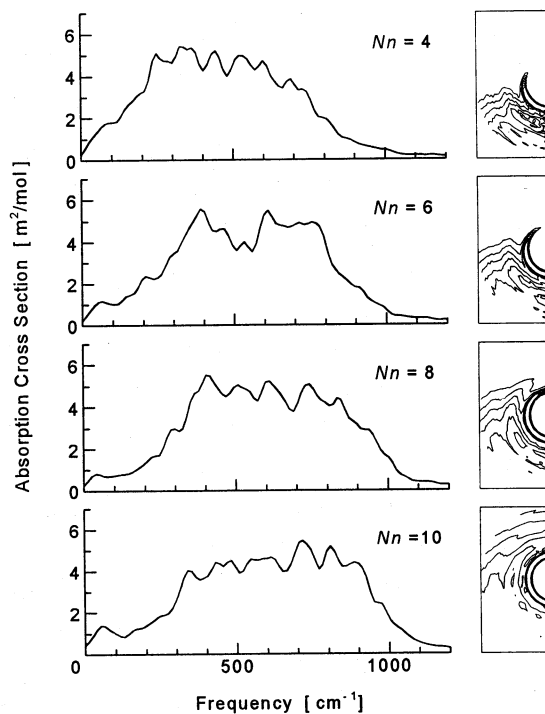 Absorption Cross Section [ m²/mol ]
6
4
2
0
Nn = 4
6
4
2
0
Nn = 6
6
4
2
0
Nn = 8
6
4
2
Nn =10
0 500 1000
Frequency [ cm⁻¹ ]